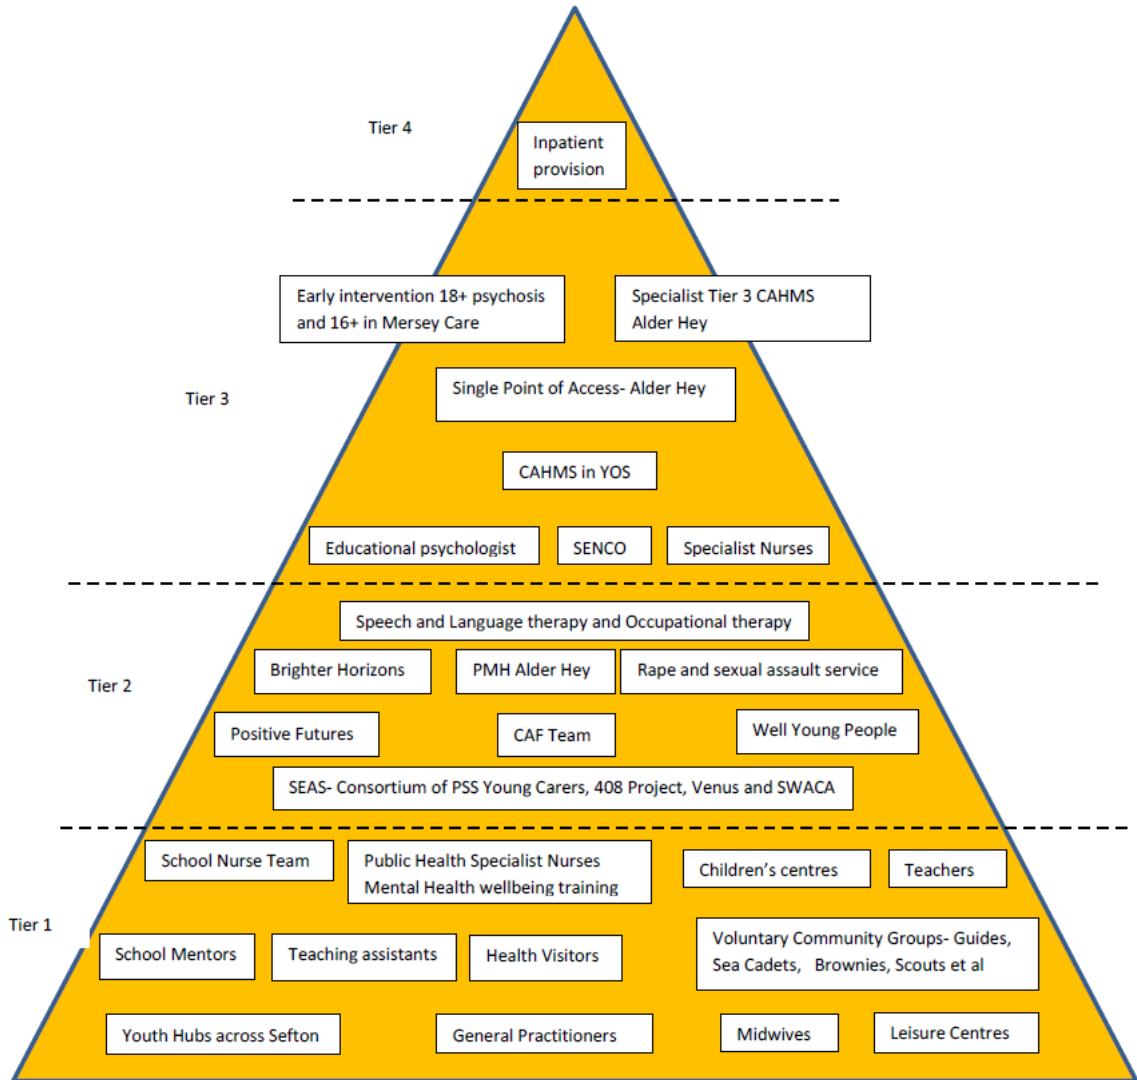 Tier 4
Inpatient
provision
Early intervention 18+ psychosis
and 16+ in Mersey Care
Specialist Tier 3 CAHMS
Alder Hey
Tier 3
Single Point of Access- Alder Hey
CAHMS in YOS
Educational psychologist
SENCO
Specialist Nurses
Speech and Language therapy and Occupational therapy
Tier 2
Brighter Horizons
PMH Alder Hey
Rape and sexual assault service
Positive Futures
CAF Team
Well Young People
SEAS- Consortium of PSS Young Carers, 408 Project, Venus and SWACA
Tier 1
School Nurse Team
Public Health Specialist Nurses
Mental Health wellbeing training
Children’s centres
Teachers
School Mentors
Teaching assistants
Health Visitors
Voluntary Community Groups- Guides,
Sea Cadets, Brownies, Scouts et al
Youth Hubs across Sefton
General Practitioners
Midwives
Leisure Centres